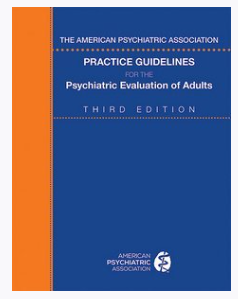 THE AMERICAN PSYCHIATRIC ASSOCIATION
PRACTICE GUIDELINES
FOR THE
Psychiatric Evaluation of Adults
THIRD EDITION
AMERICAN
PSYCHIATRIC
ASSOCIATION